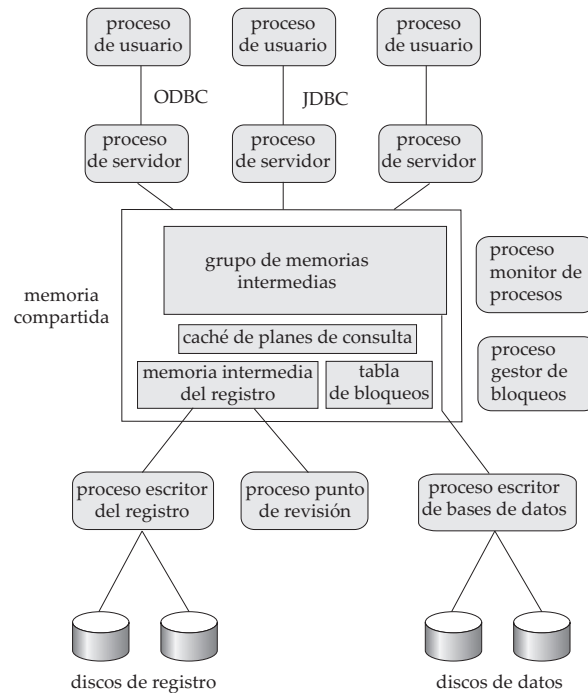 proceso
de usuario
proceso
de usuario
proceso
de usuario
ODBC
JDBC
proceso
de servidor
proceso
de servidor
proceso
de servidor
grupo de memorias
intermedias
memoria
compartida
proceso
monitor de
procesos
caché de planes de consulta
memoria intermedia
del registro
tabla
de bloqueos
proceso
gestor de
bloqueos
proceso escritor
del registro
proceso punto
de revisión
proceso escritor
de bases de datos
discos de registro
discos de datos